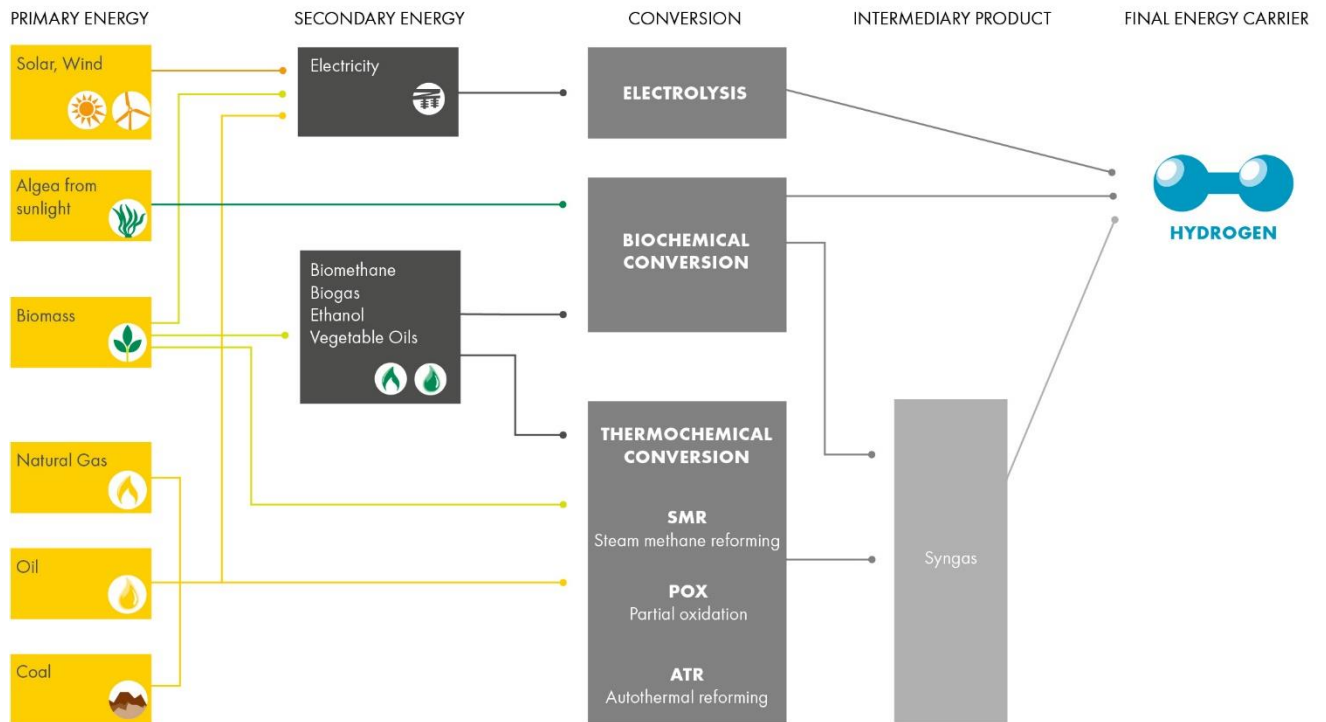 PRIMARY ENERGY
SECONDARY ENERGY
CONVERSION
INTERMEDIARY PRODUCT
FINAL ENERGY CARRIER
Solar, Wind
Electricity
ELECTROLYSIS
Algea from
sunlight
BIOCHEMICAL
CONVERSION
HYDROGEN
Biomethane
Biogas
Ethanol
Vegetable Oils
Biomass
Natural Gas
Oil
Coal
THERMOCHEMICAL
CONVERSION
SMR
Steam methane reforming
POX
Partial oxidation
ATR
Autothermal reforming
Syngas